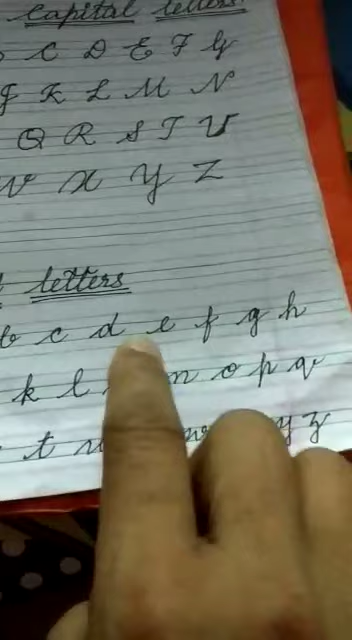 Capital letters
C D E F G
J K L M N
Q R S T U
W X Y Z
letters
b c d e f g h
k l m o p q
t u w y z